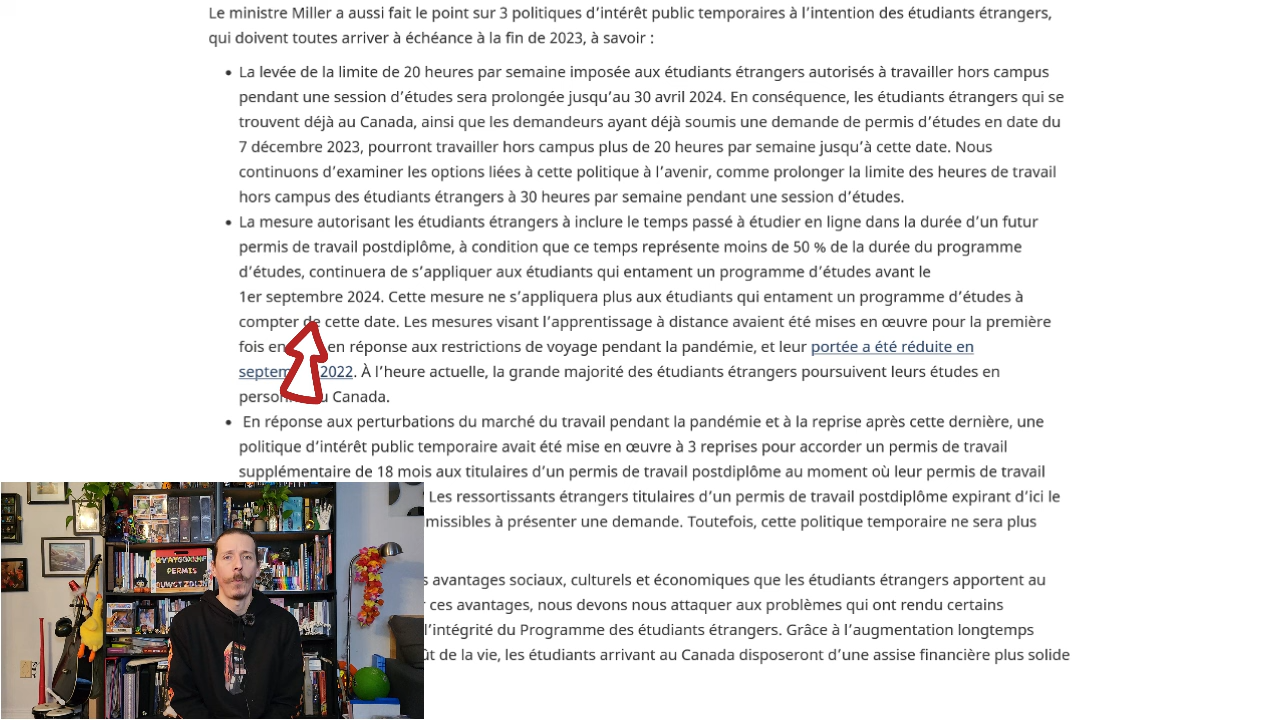 Le ministre Miller a aussi fait le point sur 3 politiques d’intérêt public temporaires à l’intention des étudiants étrangers,
qui doivent toutes arriver à échéance à la fin de 2023, à savoir :
• La levée de la limite de 20 heures par semaine imposée aux étudiants étrangers autorisés à travailler hors campus
pendant une session d’études sera prolongée jusqu’au 30 avril 2024. En conséquence, les étudiants étrangers qui se
trouvent déjà au Canada, ainsi que les demandeurs ayant déjà soumis une demande de permis d’études en date du
7 décembre 2023, pourront travailler hors campus plus de 20 heures par semaine jusqu’à cette date. Nous
continuons d’examiner les options liées à cette politique à l’avenir, comme prolonger la limite des heures de travail
hors campus des étudiants étrangers à 30 heures par semaine pendant une session d’études.
• La mesure autorisant les étudiants étrangers à inclure le temps passé à étudier en ligne dans la durée d’un futur
permis de travail postdiplôme, à condition que ce temps représente moins de 50 % de la durée du programme
d’études, continuera de s’appliquer aux étudiants qui entament un programme d’études avant le
1er septembre 2024. Cette mesure ne s’appliquera plus aux étudiants qui entament un programme d’études à
compter de cette date. Les mesures visant l’apprentissage à distance avaient été mises en œuvre pour la première
fois en en réponse aux restrictions de voyage pendant la pandémie, et leur portée a été réduite en
2022. À l’heure actuelle, la grande majorité des étudiants étrangers poursuivent leurs études en
Canada.
• En réponse aux perturbations du marché du travail pendant la pandémie et à la reprise après cette dernière, une
politique d’intérêt public temporaire avait été mise en œuvre à 3 reprises pour accorder un permis de travail
supplémentaire de 18 mois aux titulaires d’un permis de travail postdiplôme au moment où leur permis de travail
Les ressortissants étrangers titulaires d’un permis de travail postdiplôme expirant d’ici le
missibles à présenter une demande. Toutefois, cette politique temporaire ne sera plus
s avantages sociaux, culturels et économiques que les étudiants étrangers apportent au
r ces avantages, nous devons nous attaquer aux problèmes qui ont rendu certains
l’intégrité du Programme des étudiants étrangers. Grâce à l’augmentation longtemps
ût de la vie, les étudiants arrivant au Canada disposeront d’une assise financière plus solide
PERMIS